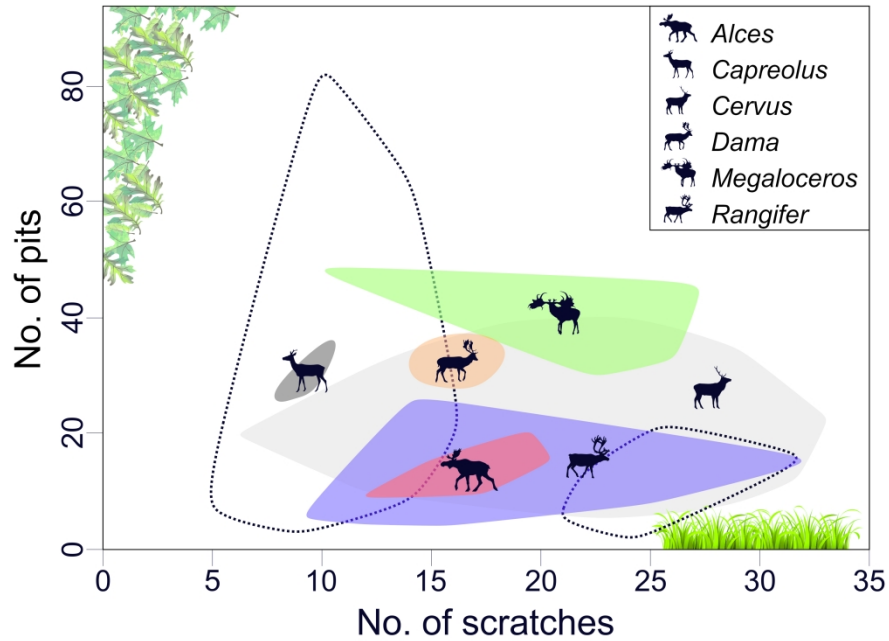 Alces
Capreolus
Cervus
Dama
Megaloceros
Rangifer
No. of pits
80
60
40
20
0
0 5 10 15 20 25 30 35
No. of scratches